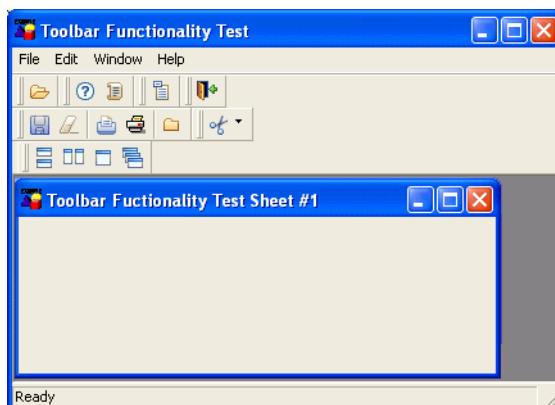 Toolbar Functionality Test
File Edit Window Help
Toolbar Fuctionality Test Sheet #1
Ready